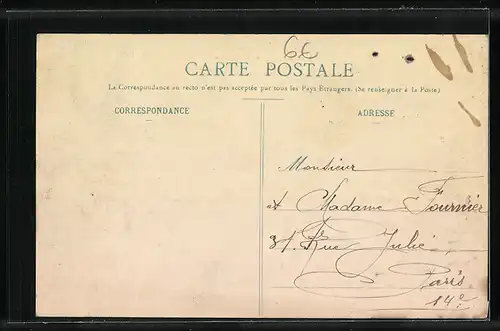 6€
CARTE POSTALE
La Correspondance au recto n'est pas acceptée par tous les Pays Etrangers. (Se renseigner à la Poste)
CORRESPONDANCE
ADRESSE
Monsieur
et Madame Fournier
31. Rue Julie
Paris
14e